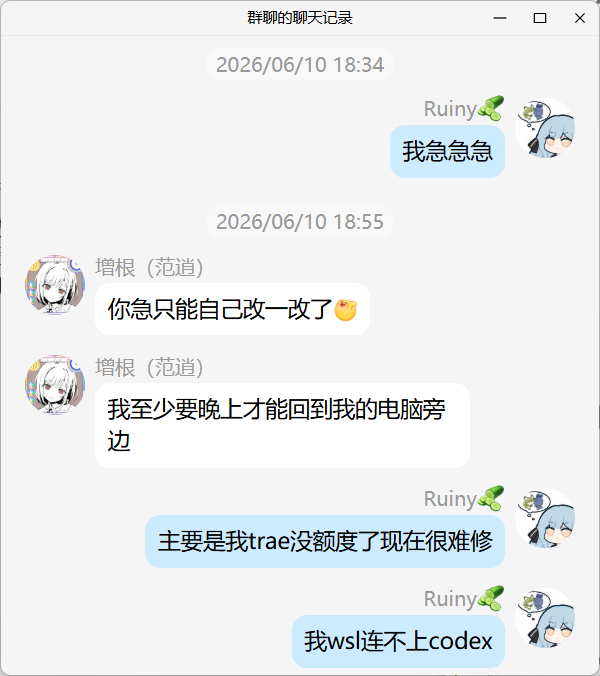 群聊的聊天记录
2026/06/10 18:34
Ruiny🥒
我急急急
2026/06/10 18:55
增根（范逍）
你急只能自己改一改了
增根（范逍）
我至少要晚上才能回到我的电脑旁
边
Ruiny🥒
主要是我trae没额度了现在很难修
Ruiny🥒
我wsl连不上codex